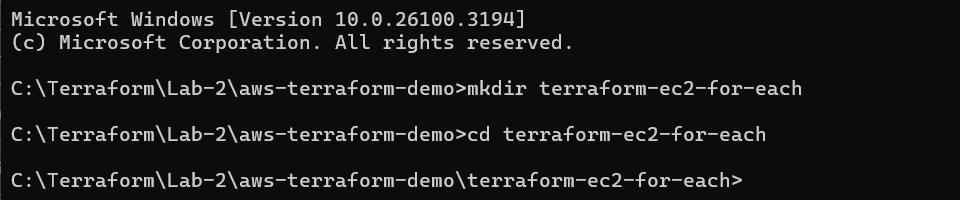 Microsoft Windows [Version 10.0.26100.3194]
(c) Microsoft Corporation. All rights reserved.
C:\Terraform\Lab-2\aws-terraform-demo>mkdir terraform-ec2-for-each
C:\Terraform\Lab-2\aws-terraform-demo>cd terraform-ec2-for-each
C:\Terraform\Lab-2\aws-terraform-demo\terraform-ec2-for-each>